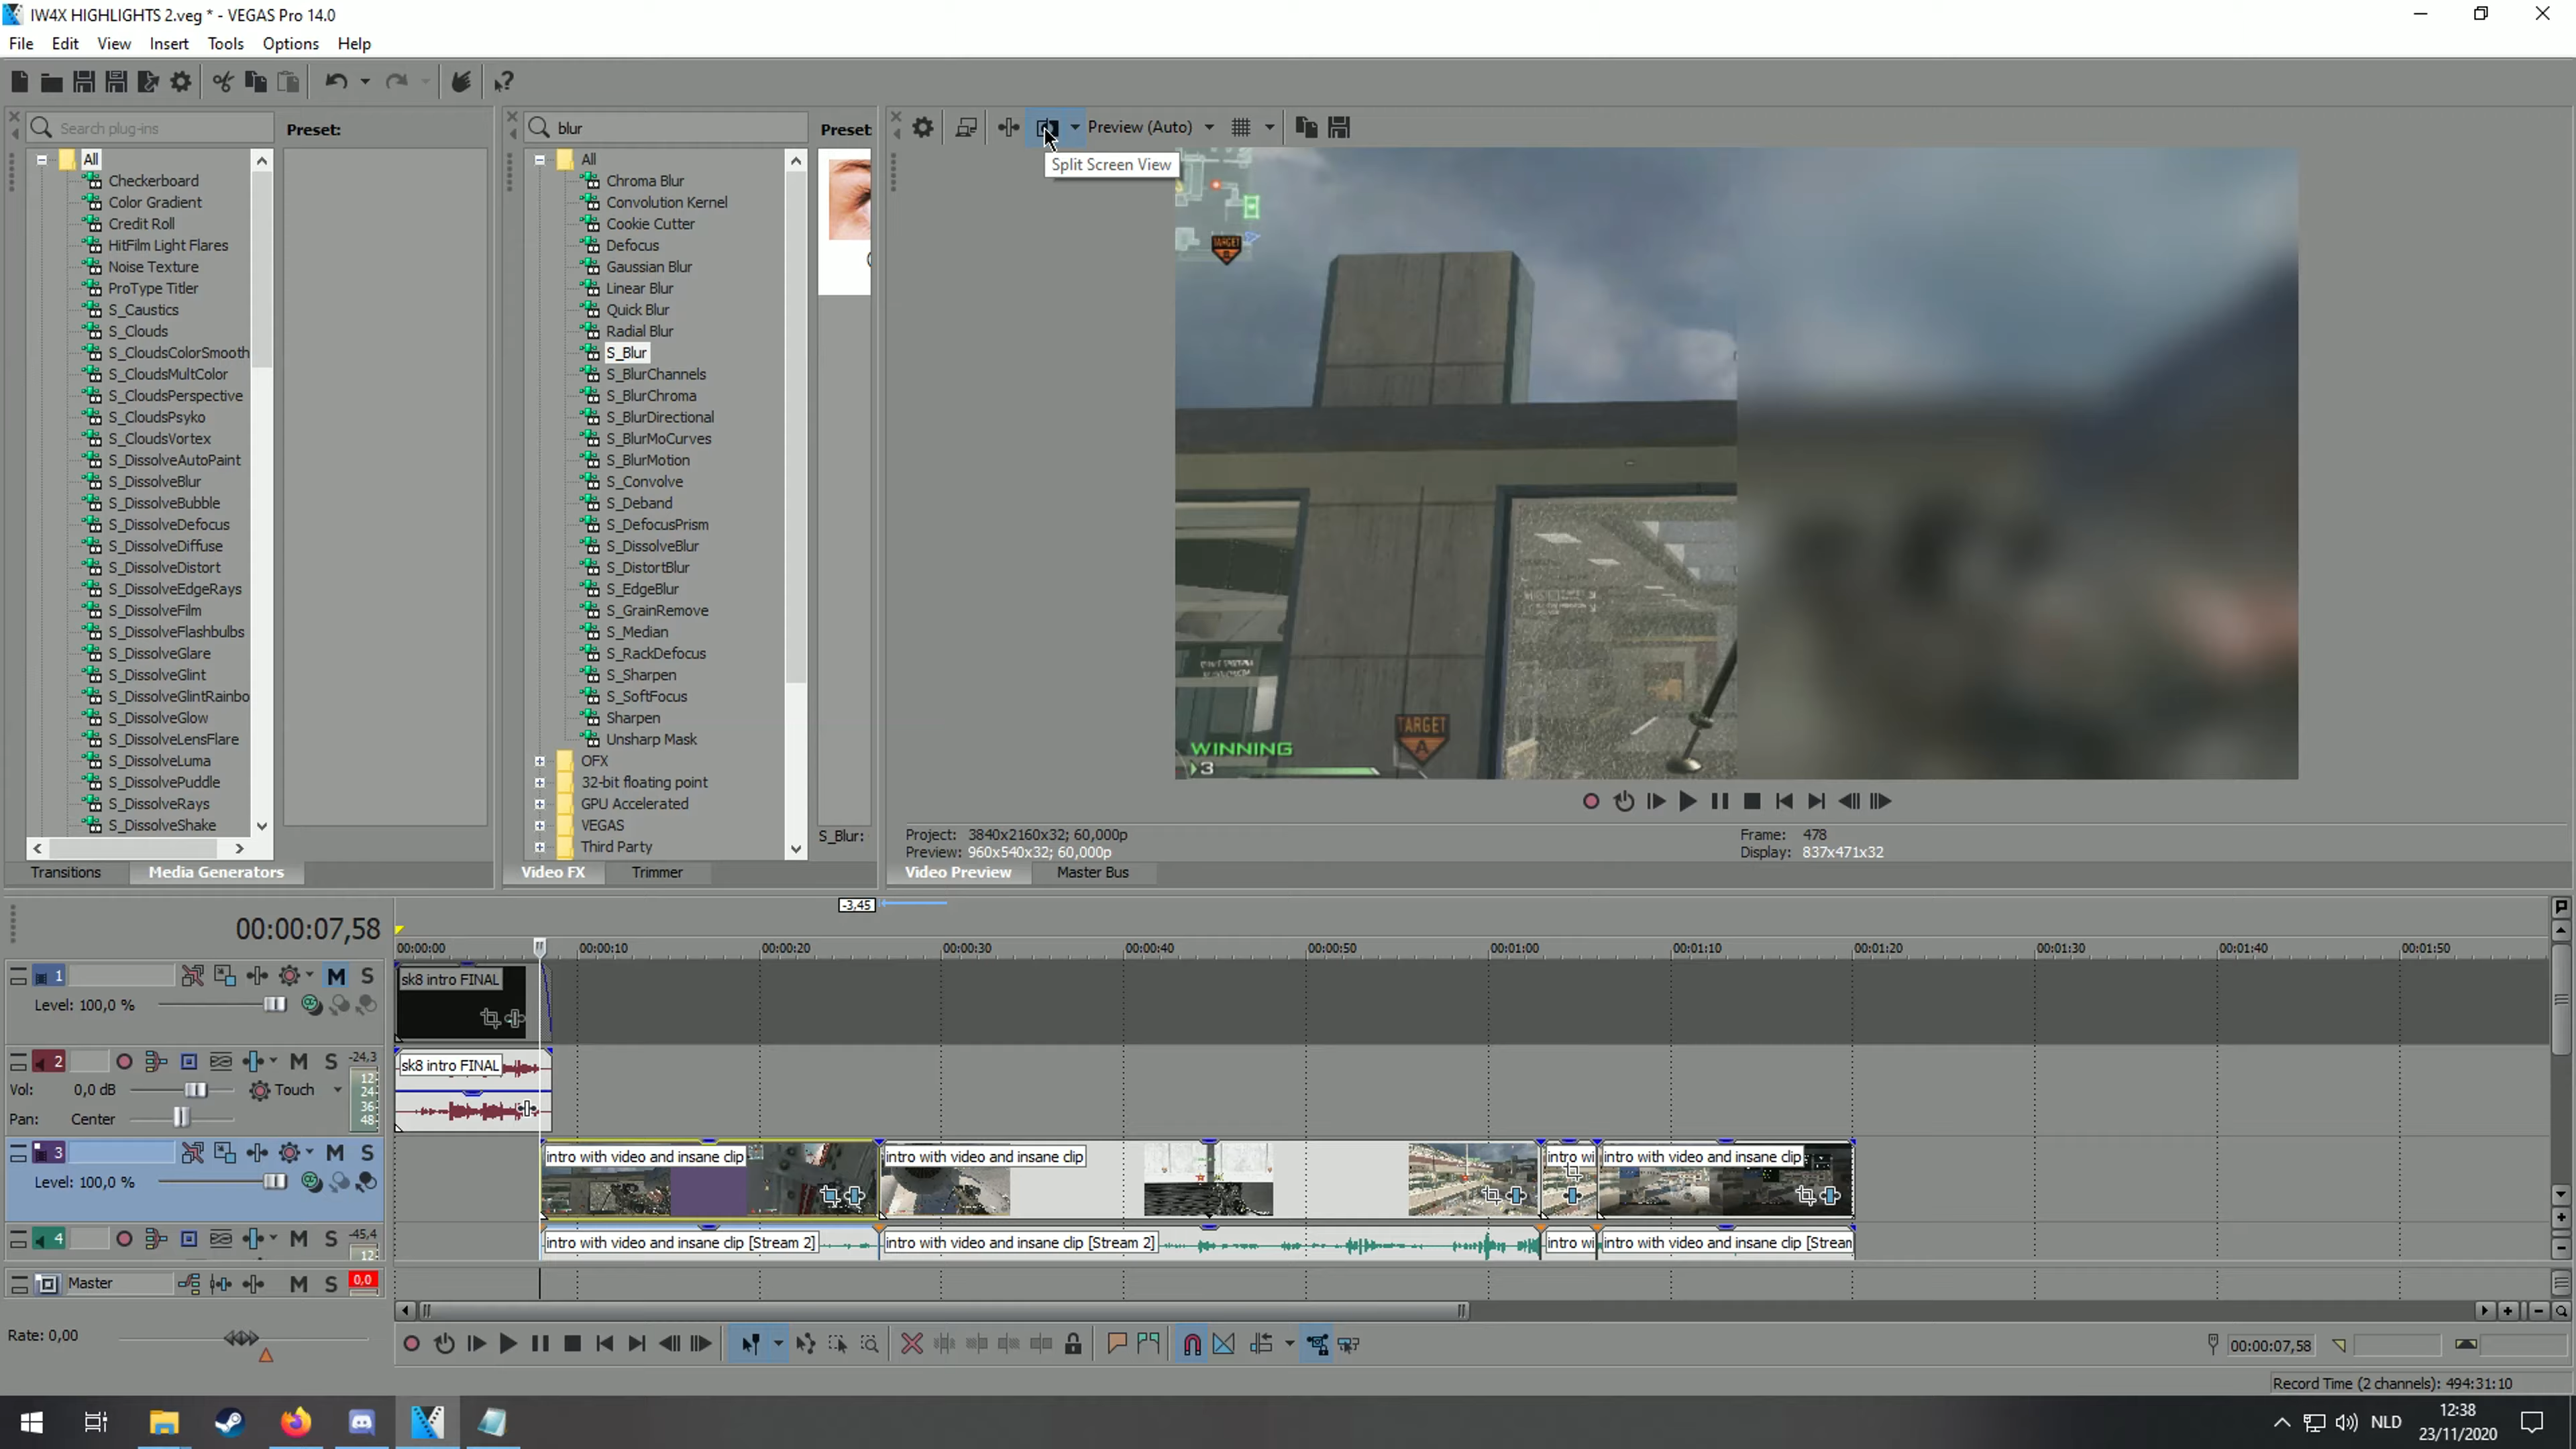 IW4X HIGHLIGHTS 2.veg * - VEGAS Pro 14.0
File Edit View Insert Tools Options Help
Search plug-ins
Preset:
All
Checkerboard
Color Gradient
Credit Roll
HitFilm Light Flares
Noise Texture
ProType Titler
S_Caustics
S_Clouds
S_CloudsColorSmooth
S_CloudsMultColor
S_CloudsPerspective
S_CloudsPsyko
S_CloudsVortex
S_DissolveAutoPaint
S_DissolveBlur
S_DissolveBubble
S_DissolveDefocus
S_DissolveDiffuse
S_DissolveDistort
S_DissolveEdgeRays
S_DissolveFilm
S_DissolveFlashbulbs
S_DissolveGlare
S_DissolveGlint
S_DissolveGlintRainbo
S_DissolveGlow
S_DissolveLensFlare
S_DissolveLuma
S_DissolvePuddle
S_DissolveRays
S_DissolveShake
Transitions
Media Generators
blur
Preset
All
Chroma Blur
Convolution Kernel
Cookie Cutter
Defocus
Gaussian Blur
Linear Blur
Quick Blur
Radial Blur
S_Blur
S_BlurChannels
S_BlurChroma
S_BlurDirectional
S_BlurMoCurves
S_BlurMotion
S_Convolve
S_Deband
S_DefocusPrism
S_DissolveBlur
S_DistortBlur
S_EdgeBlur
S_GrainRemove
S_Median
S_RackDefocus
S_Sharpen
S_SoftFocus
Sharpen
Unsharp Mask
OFX
32-bit floating point
GPU Accelerated
VEGAS
Third Party
S_Blur:
Video FX
Trimmer
Preview (Auto)
Split Screen View
TARGET
TARGET
A
WINNING
3
Project: 3840x2160x32; 60,000p
Preview: 960x540x32; 60,000p
Frame: 478
Display: 837x471x32
Video Preview
Master Bus
-3,45
00:00:07,58
00:00:00 00:00:10 00:00:20 00:00:30 00:00:40 00:00:50 00:01:00 00:01:10 00:01:20 00:01:30 00:01:40 00:01:50
1 M S
Level: 100,0 %
sk8 intro FINAL
2 M S -24,3
Vol: 0,0 dB Touch
Pan: Center
12
24
36
48
sk8 intro FINAL
3 M S
Level: 100,0 %
intro with video and insane clip
intro with video and insane clip
intro wi
intro with video and insane clip
4 M S -45,4
12
intro with video and insane clip [Stream 2]
intro with video and insane clip [Stream 2]
intro wi
intro with video and insane clip [Stream
Master M S 0,0
Rate: 0,00
00:00:07,58
Record Time (2 channels): 494:31:10
NLD
12:38
23/11/2020